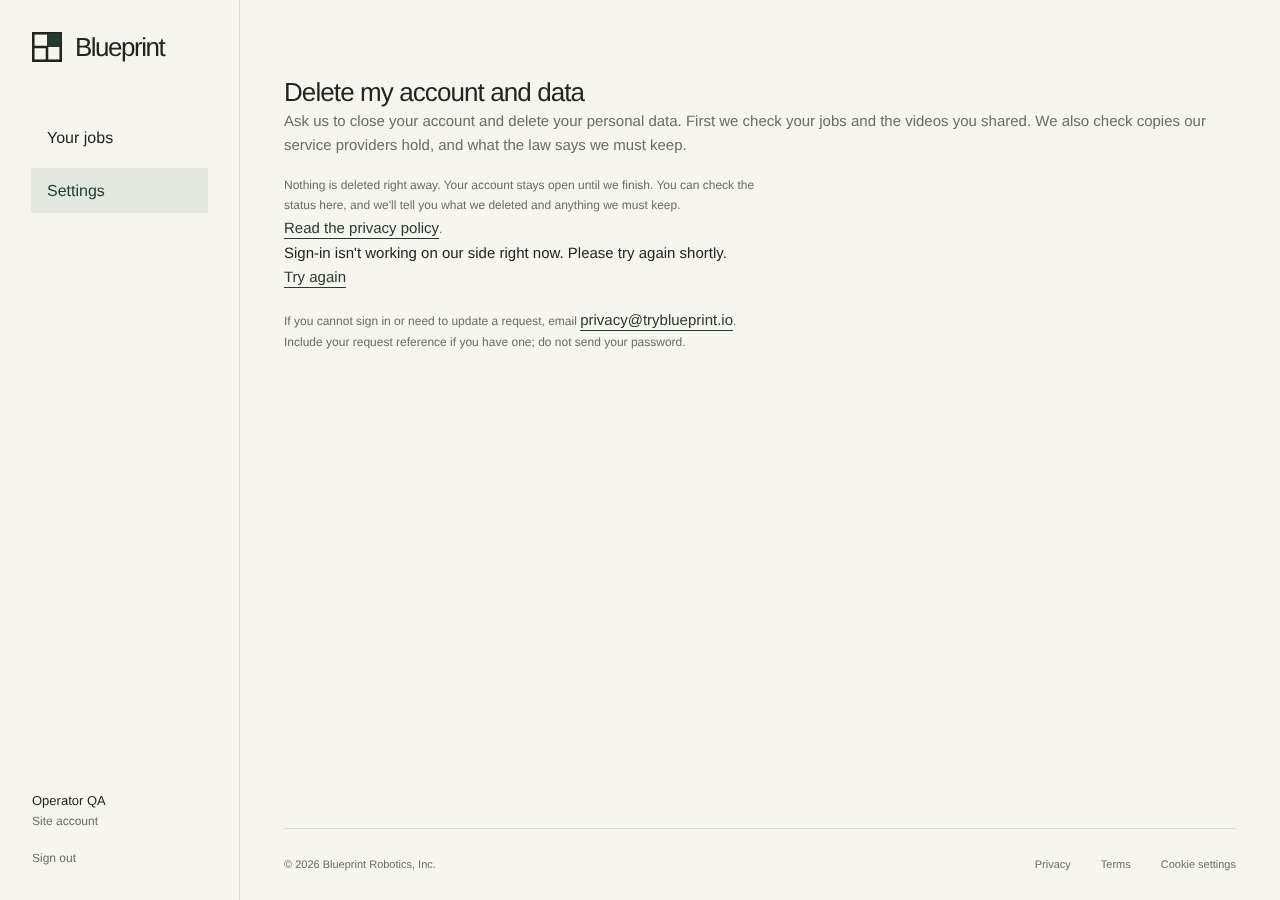 Blueprint
Your jobs
Settings
Delete my account and data
Ask us to close your account and delete your personal data. First we check your jobs and the videos you shared. We also check copies our
service providers hold, and what the law says we must keep.
Nothing is deleted right away. Your account stays open until we finish. You can check the
status here, and we'll tell you what we deleted and anything we must keep.
Read the privacy policy.
Sign-in isn't working on our side right now. Please try again shortly.
Try again
If you cannot sign in or need to update a request, email privacy@tryblueprint.io.
Include your request reference if you have one; do not send your password.
Operator QA
Site account
Sign out
© 2026 Blueprint Robotics, Inc.
Privacy Terms Cookie settings